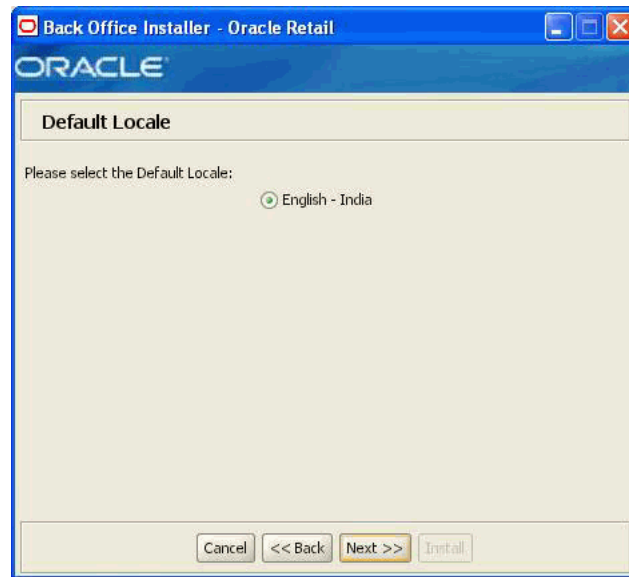 Back Office Installer - Oracle Retail
ORACLE
Default Locale
Please select the Default Locale:
English - India
Cancel << Back Next >> Install